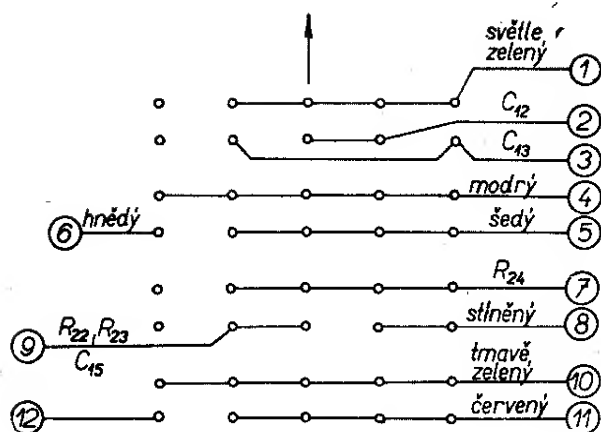 světle
zelený
1
C12
2
C13
3
modrý
4
6 hnědý
šedý
5
R24
7
stíněný
8
R22, R23
9
C15
tmavě
zelený
10
červený
12
11